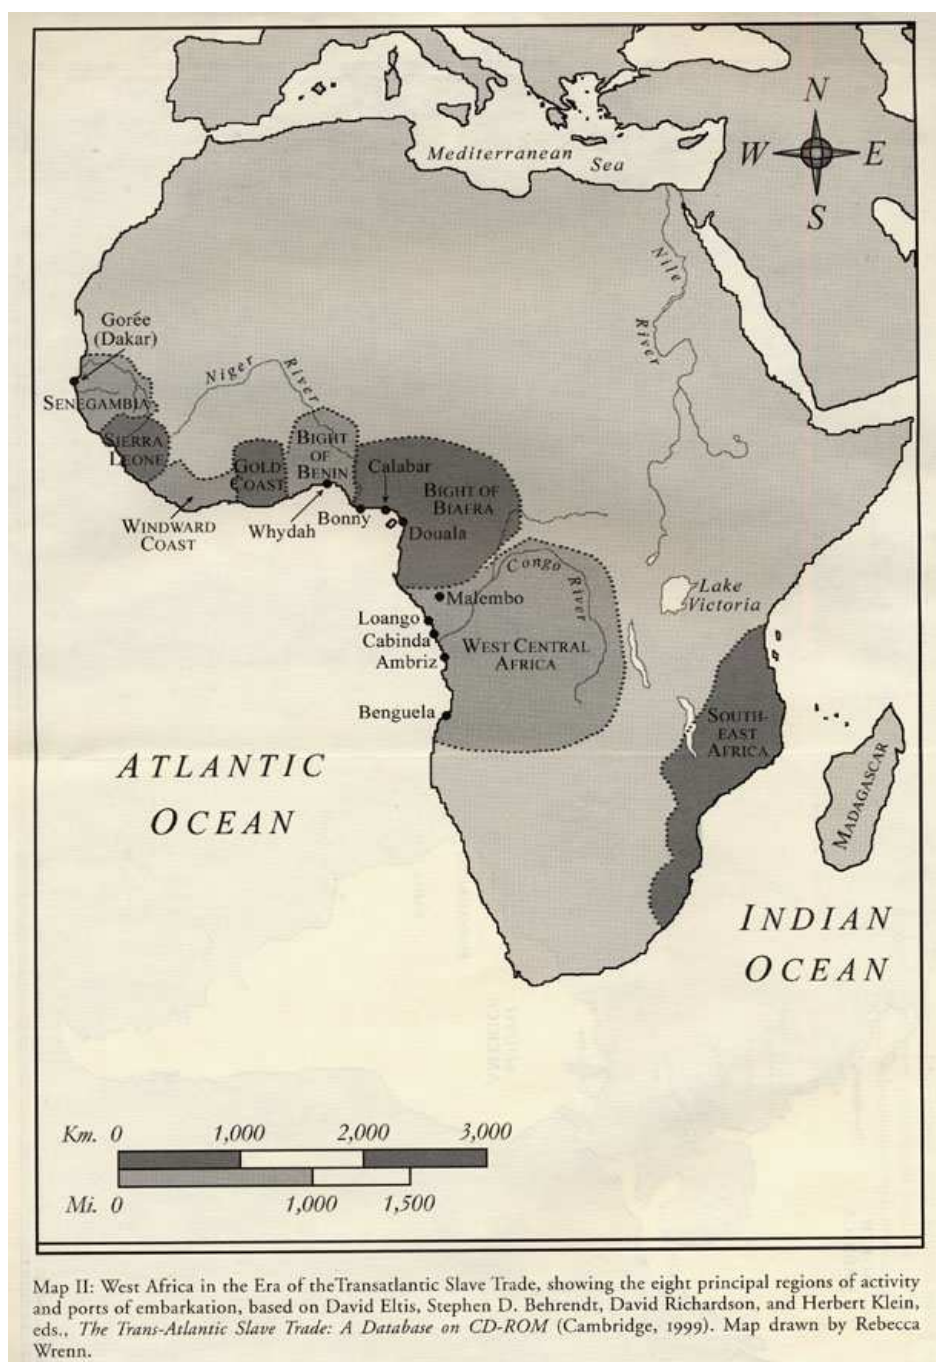 N
W
E
S
Mediterranean
Sea
Nile
River
Gorée
(Dakar)
Niger
River
SENEGAMBIA
SIERRA
LEONE
GOLD
COAST
BIGHT
OF
BENIN
Calabar
BIGHT OF
BIAFRA
WINDWARD
COAST
Whydah
Bonny
Douala
Congo
River
Malembo
Lake
Victoria
Loango
Cabinda
Ambriz
WEST CENTRAL
AFRICA
Benguela
SOUTH-
EAST
AFRICA
MADAGASCAR
ATLANTIC
OCEAN
INDIAN
OCEAN
Km. 0 1,000 2,000 3,000
Mi. 0 1,000 1,500
Map II: West Africa in the Era of theTransatlantic Slave Trade, showing the eight principal regions of activity
and ports of embarkation, based on David Eltis, Stephen D. Behrendt, David Richardson, and Herbert Klein,
eds., The Trans-Atlantic Slave Trade: A Database on CD-ROM (Cambridge, 1999). Map drawn by Rebecca
Wrenn.